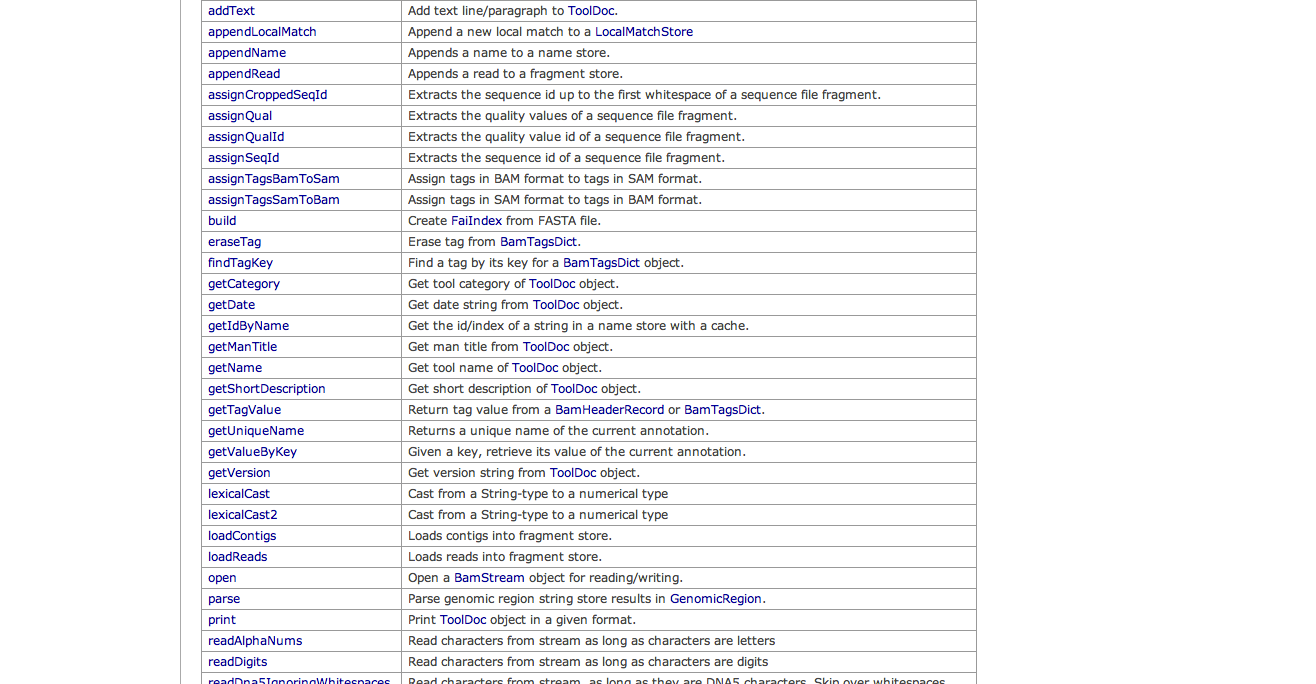 addText Add text line/paragraph to ToolDoc.
appendLocalMatch Append a new local match to a LocalMatchStore
appendName Appends a name to a name store.
appendRead Appends a read to a fragment store.
assignCroppedSeqId Extracts the sequence id up to the first whitespace of a sequence file fragment.
assignQual Extracts the quality values of a sequence file fragment.
assignQualId Extracts the quality value id of a sequence file fragment.
assignSeqId Extracts the sequence id of a sequence file fragment.
assignTagsBamToSam Assign tags in BAM format to tags in SAM format.
assignTagsSamToBam Assign tags in SAM format to tags in BAM format.
build Create FaiIndex from FASTA file.
eraseTag Erase tag from BamTagsDict.
findTagKey Find a tag by its key for a BamTagsDict object.
getCategory Get tool category of ToolDoc object.
getDate Get date string from ToolDoc object.
getIdByName Get the id/index of a string in a name store with a cache.
getManTitle Get man title from ToolDoc object.
getName Get tool name of ToolDoc object.
getShortDescription Get short description of ToolDoc object.
getTagValue Return tag value from a BamHeaderRecord or BamTagsDict.
getUniqueName Returns a unique name of the current annotation.
getValueByKey Given a key, retrieve its value of the current annotation.
getVersion Get version string from ToolDoc object.
lexicalCast Cast from a String-type to a numerical type
lexicalCast2 Cast from a String-type to a numerical type
loadContigs Loads contigs into fragment store.
loadReads Loads reads into fragment store.
open Open a BamStream object for reading/writing.
parse Parse genomic region string store results in GenomicRegion.
print Print ToolDoc object in a given format.
readAlphaNums Read characters from stream as long as characters are letters
readDigits Read characters from stream as long as characters are digits
readDna5IgnoringWhitespaces Read characters from stream, as long as they are DNA5 characters. Skip over whitespaces